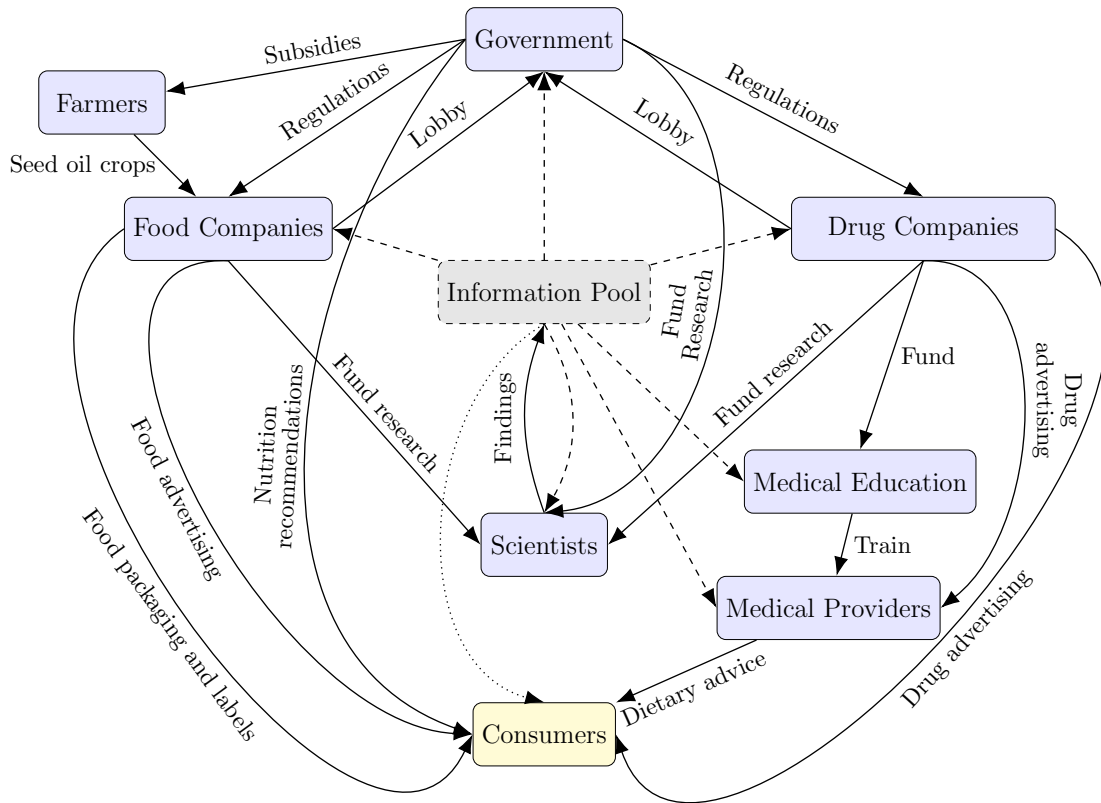 Government
Subsidies
Farmers
Regulations
Lobby
Lobby
Regulations
Seed oil crops
Food Companies
Drug Companies
Information Pool
Fund
Research
Fund
Drug
advertising
Fund research
Fund research
Findings
Nutrition
recommendations
Food advertising
Medical Education
Scientists
Train
Medical Providers
Food packaging and labels
Dietary advice
Drug advertising
Consumers